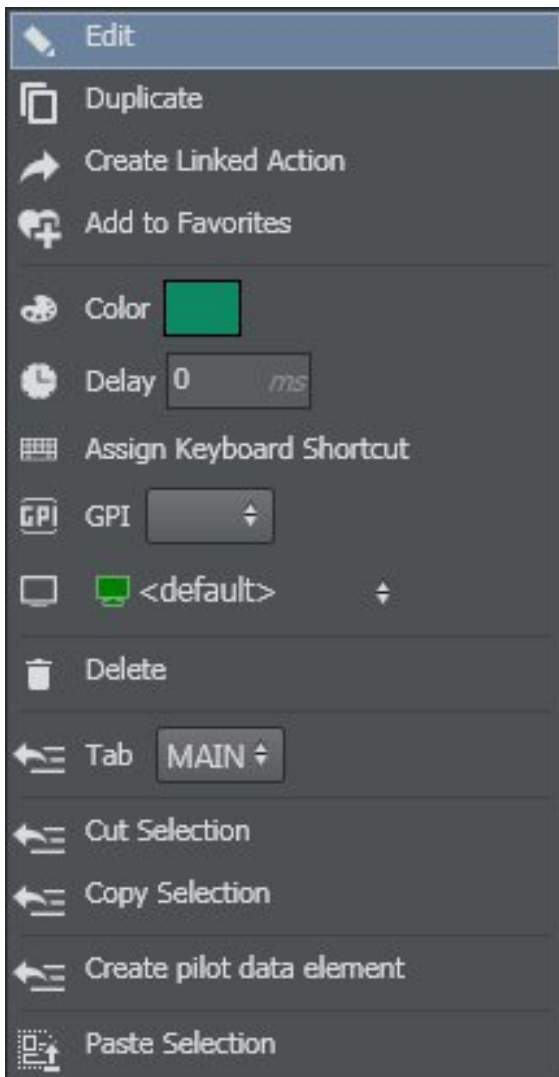 Edit
Duplicate
Create Linked Action
Add to Favorites
Color
Delay 0 ms
Assign Keyboard Shortcut
GPI GPI
<default>
Delete
Tab MAIN
Cut Selection
Copy Selection
Create pilot data element
Paste Selection